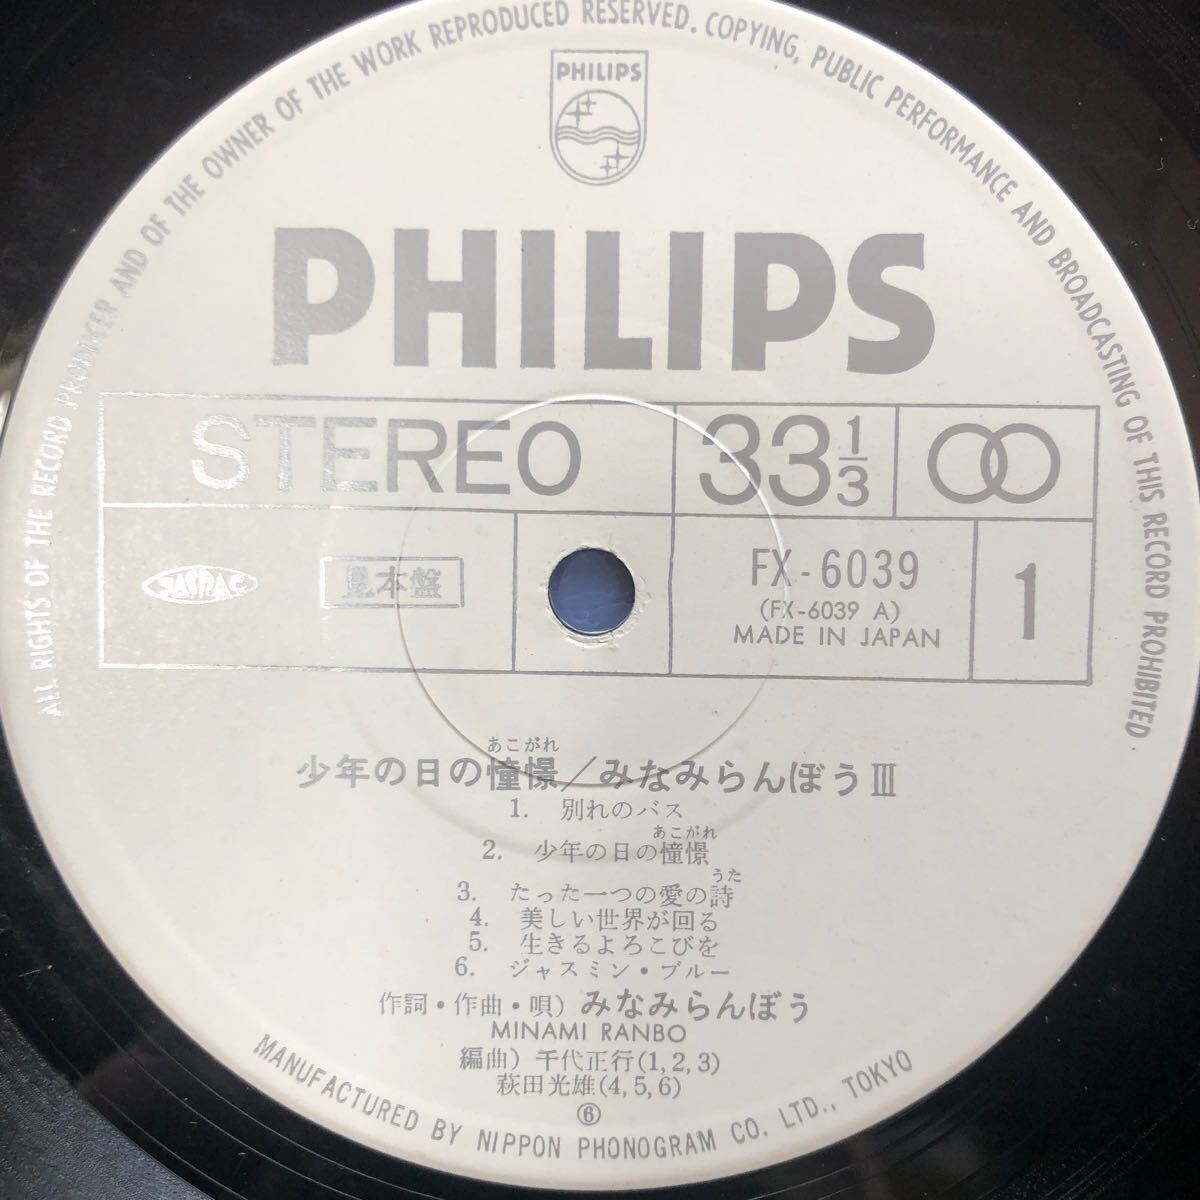 ALL RIGHTS OF THE RECORD PRODUCER AND OF THE OWNER OF THE WORK REPRODUCED RESERVED. COPYING, PUBLIC PERFORMANCE AND BROADCASTING OF THIS RECORD PROHIBITED.
PHILIPS
PHILIPS
STEREO
33 1/3
JASRAC
見本盤
FX-6039
(FX-6039 A)
MADE IN JAPAN
1
あこがれ
少年の日の憧憬/みなみらんぼうⅢ
1. 別れのバス
あこがれ
2. 少年の日の憧憬
うた
3. たった一つの愛の詩
4. 美しい世界が回る
5. 生きるよろこびを
6. ジャスミン・ブルー
作詞・作曲・唄) みなみらんぼう
MINAMI RANBO
編曲) 千代正行(1,2,3)
萩田光雄(4,5,6)
⑥
MANUFACTURED BY NIPPON PHONOGRAM CO. LTD., TOKYO